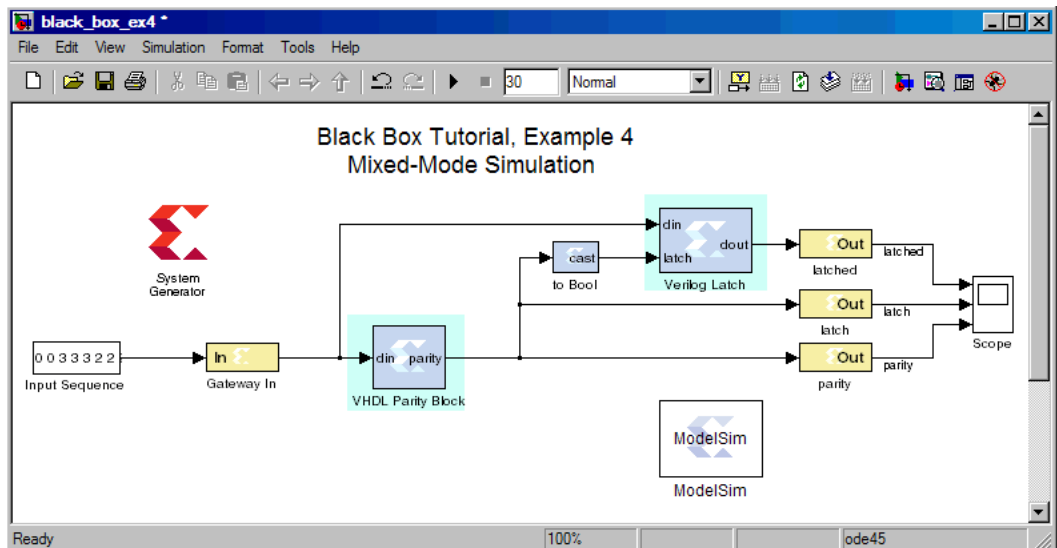 black_box_ex4 *
File Edit View Simulation Format Tools Help
30 Normal
Black Box Tutorial, Example 4
Mixed-Mode Simulation
System
Generator
din
latch
dout
Verilog Latch
cast
to Bool
Out
latched
latched
Out
latch
latch
Out
parity
parity
Scope
0 0 3 3 3 2 2
Input Sequence
In
Gateway In
din parity
VHDL Parity Block
ModelSim
ModelSim
Ready 100% ode45